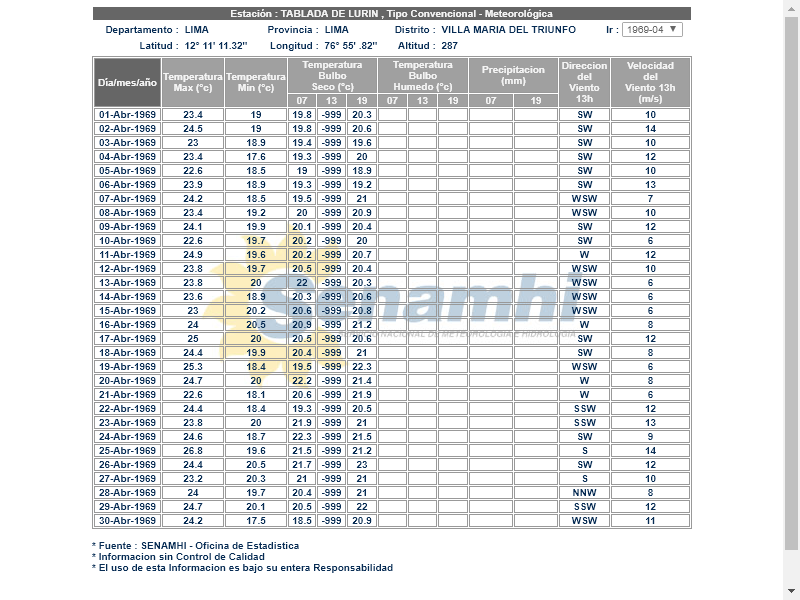 Estación : TABLADA DE LURIN , Tipo Convencional - Meteorológica
Departamento : LIMA Provincia : LIMA Distrito : VILLA MARIA DEL TRIUNFO Ir : 1969-04
Latitud : 12° 11' 11.32'' Longitud : 76° 55' .82'' Altitud : 287
Dia/mes/año Temperatura Max (°c) Temperatura Min (°c) Temperatura Bulbo Seco (°c) Temperatura Bulbo Humedo (°c) Precipitacion (mm) Direccion del Viento 13h Velocidad del Viento 13h (m/s)
07 13 19 07 13 19 07 19
01-Abr-1969 23.4 19 19.8 -999 20.3 SW 10
02-Abr-1969 24.5 19 19.8 -999 20.6 SW 14
03-Abr-1969 23 18.9 19.4 -999 19.6 SW 10
04-Abr-1969 23.4 17.6 19.3 -999 20 SW 12
05-Abr-1969 22.6 18.5 19 -999 18.9 SW 10
06-Abr-1969 23.9 18.9 19.3 -999 19.2 SW 13
07-Abr-1969 24.2 18.5 19.5 -999 21 WSW 7
08-Abr-1969 23.4 19.2 20 -999 20.9 WSW 10
09-Abr-1969 24.1 19.9 20.1 -999 20.4 SW 12
10-Abr-1969 22.6 19.7 20.2 -999 20 SW 6
11-Abr-1969 24.9 19.6 20.2 -999 20.7 W 12
12-Abr-1969 23.8 19.7 20.5 -999 20.4 WSW 10
13-Abr-1969 23.8 20 22 -999 20.3 WSW 6
14-Abr-1969 23.6 18.9 20.3 -999 20.6 WSW 6
15-Abr-1969 23 20.2 20.6 -999 20.8 WSW 6
16-Abr-1969 24 20.5 20.9 -999 21.2 W 8
17-Abr-1969 25 20 20.5 -999 20.6 SW 12
18-Abr-1969 24.4 19.9 20.4 -999 21 SW 8
19-Abr-1969 25.3 18.4 19.5 -999 22.3 WSW 6
20-Abr-1969 24.7 20 22.2 -999 21.4 W 8
21-Abr-1969 22.6 18.1 20.6 -999 21.9 W 6
22-Abr-1969 24.4 18.4 19.3 -999 20.5 SSW 12
23-Abr-1969 23.8 20 21.9 -999 21 SSW 13
24-Abr-1969 24.6 18.7 22.3 -999 21.5 SW 9
25-Abr-1969 26.8 19.6 21.5 -999 21.2 S 14
26-Abr-1969 24.4 20.5 21.7 -999 23 SW 12
27-Abr-1969 23.2 20.3 21 -999 21 S 10
28-Abr-1969 24 19.7 20.4 -999 21 NNW 8
29-Abr-1969 24.7 20.1 20.5 -999 22 SSW 12
30-Abr-1969 24.2 17.5 18.5 -999 20.9 WSW 11
Senamhi
NACIONAL DE METEOROLOGIA E HIDROLOGIA
* Fuente : SENAMHI - Oficina de Estadistica
* Informacion sin Control de Calidad
* El uso de esta Informacion es bajo su entera Responsabilidad